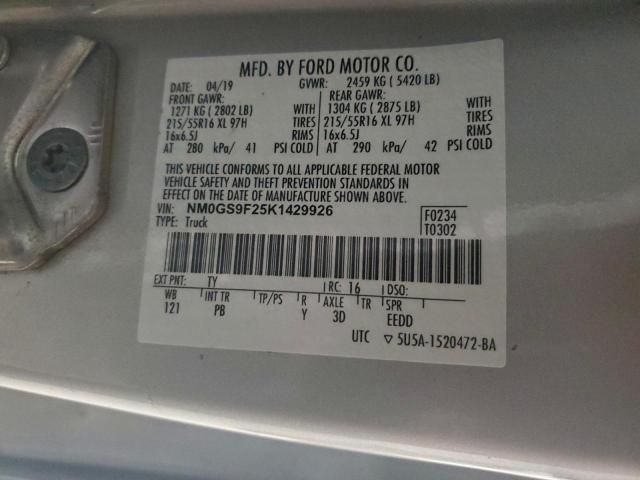 MFD. BY FORD MOTOR CO.
DATE: 04/19 GVWR: 2459 KG ( 5420 LB)
FRONT GAWR: REAR GAWR:
1271 KG ( 2802 LB) WITH 1304 KG ( 2875 LB) WITH
215/55R16 XL 97H TIRES 215/55R16 XL 97H TIRES
16x6.5J RIMS 16x6.5J RIMS
AT 280 kPa/ 41 PSI COLD AT 290 kPa/ 42 PSI COLD
THIS VEHICLE CONFORMS TO ALL APPLICABLE FEDERAL MOTOR
VEHICLE SAFETY AND THEFT PREVENTION STANDARDS IN
EFFECT ON THE DATE OF MANUFACTURE SHOWN ABOVE.
VIN: NM0GS9F25K1429926 F0234
TYPE: Truck T0302
EXT PNT: TY RC: 16 DSO:
WB INT TR TP/PS R AXLE TR SPR
121 PB Y 3D EEDD
UTC ▽ 5U5A-1520472-BA